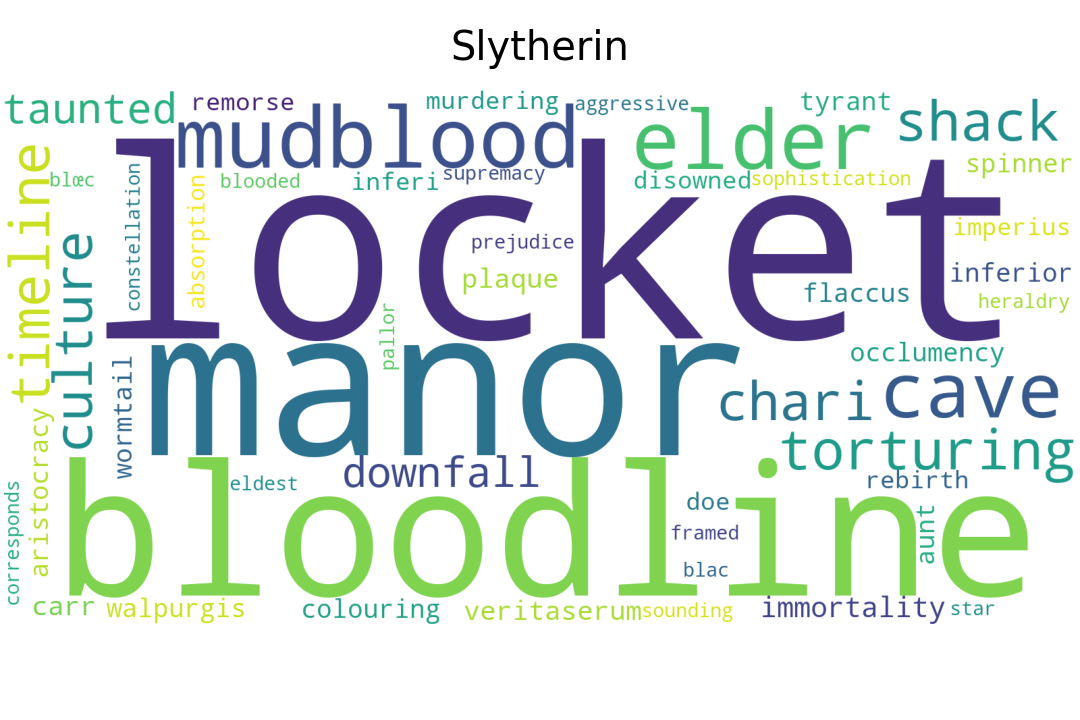 Slytherin
taunted
remorse
mudblood
murdering
aggressive
elder
tyrant
shack
timeline
blœc
constellation
absorption
blooded
inferi
supremacy
disowned
sophistication
spinner
culture
locket
prejudice
plaque
flaccus
imperius
inferior
heraldry
pallor
wormtail
manor
occlumency
chari
cave
torturing
aristocracy
corresponds
downfall
eldest
bloodline
doe
framed
blac
rebirth
aunt
carr
walpurgis
colouring
veritaserum
sounding
immortality
star